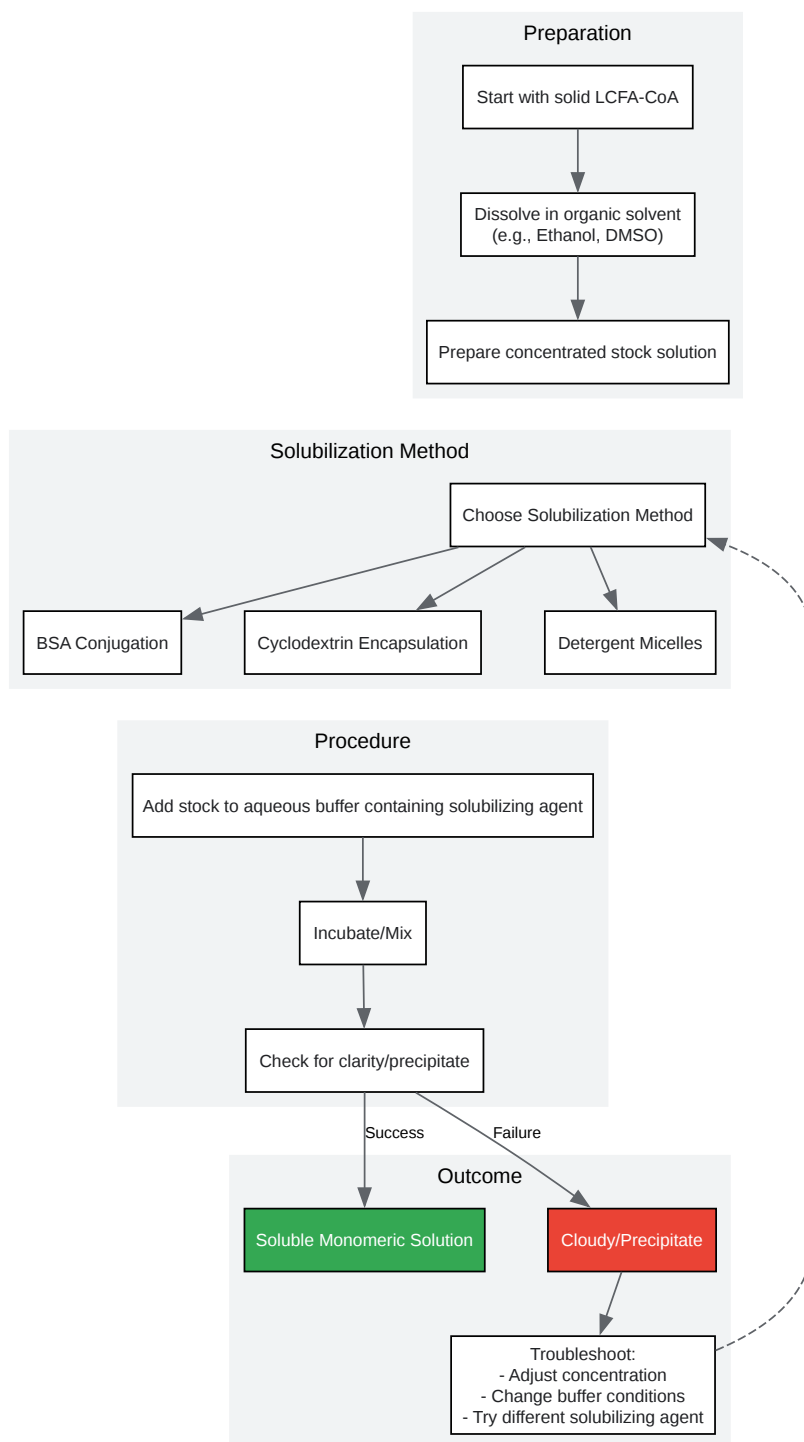 Preparation
Start with solid LCFA-CoA
Dissolve in organic solvent
(e.g., Ethanol, DMSO)
Prepare concentrated stock solution
Solubilization Method
Choose Solubilization Method
BSA Conjugation
Cyclodextrin Encapsulation
Detergent Micelles
Procedure
Add stock to aqueous buffer containing solubilizing agent
Incubate/Mix
Check for clarity/precipitate
Success
Failure
Outcome
Soluble Monomeric Solution
Cloudy/Precipitate
Troubleshoot:
- Adjust concentration
- Change buffer conditions
- Try different solubilizing agent